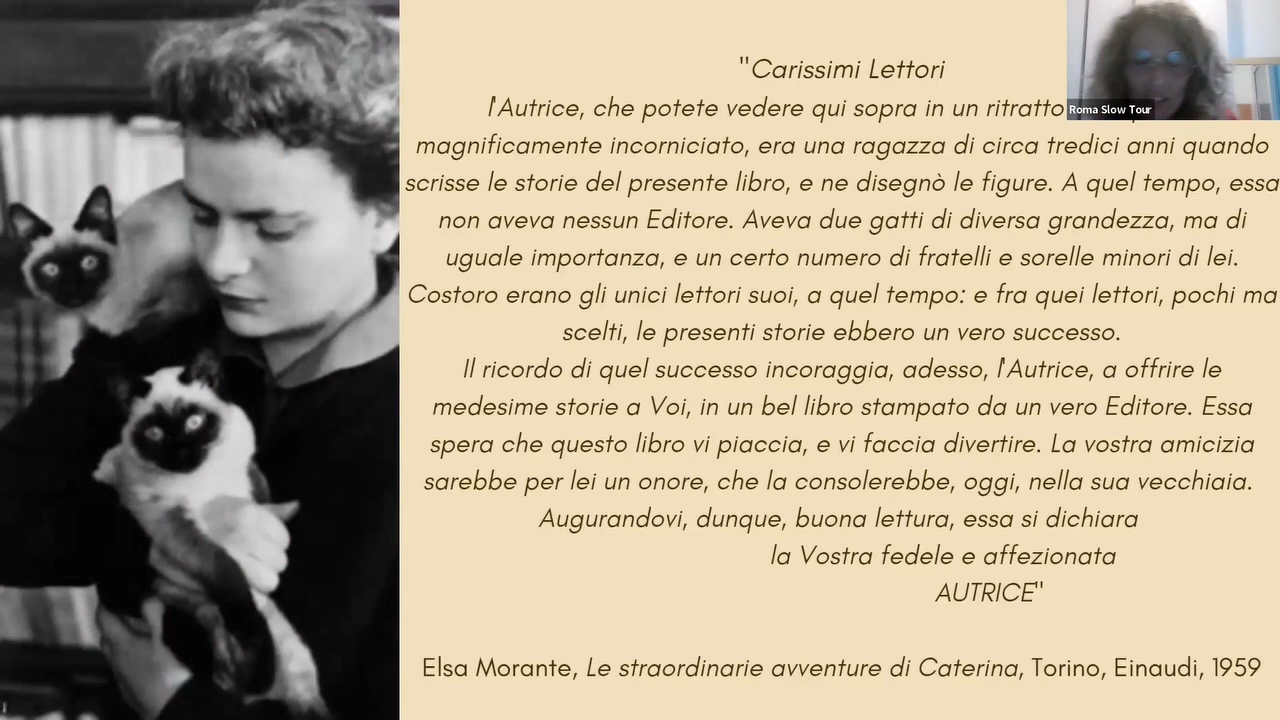 "Carissimi Lettori
l'Autrice, che potete vedere qui sopra in un ritratto
Roma Slow Tour
magnificamente incorniciato, era una ragazza di circa tredici anni quando
scrisse le storie del presente libro, e ne disegnò le figure. A quel tempo, essa
non aveva nessun Editore. Aveva due gatti di diversa grandezza, ma di
uguale importanza, e un certo numero di fratelli e sorelle minori di lei.
Costoro erano gli unici lettori suoi, a quel tempo: e fra quei lettori, pochi ma
scelti, le presenti storie ebbero un vero successo.
Il ricordo di quel successo incoraggia, adesso, l'Autrice, a offrire le
medesime storie a Voi, in un bel libro stampato da un vero Editore. Essa
spera che questo libro vi piaccia, e vi faccia divertire. La vostra amicizia
sarebbe per lei un onore, che la consolerebbe, oggi, nella sua vecchiaia.
Augurandovi, dunque, buona lettura, essa si dichiara
la Vostra fedele e affezionata
AUTRICE"
Elsa Morante, Le straordinarie avventure di Caterina, Torino, Einaudi, 1959